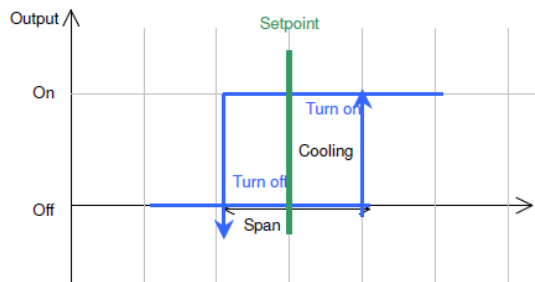 Output
Setpoint
On
Turn on
Cooling
Turn off
Off
Span